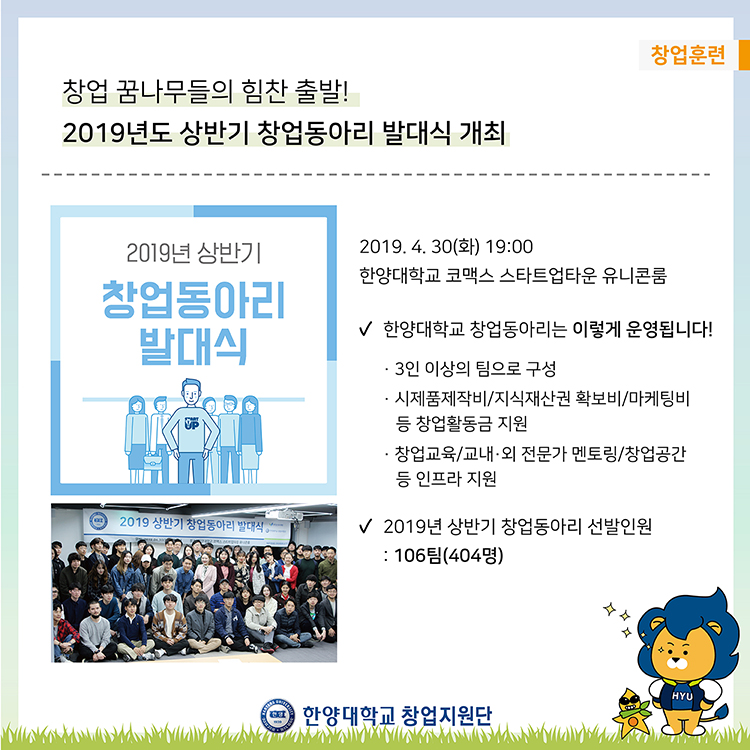 창업훈련
창업 꿈나무들의 힘찬 출발!
2019년도 상반기 창업동아리 발대식 개최
2019년 상반기
창업동아리
발대식
START
UP
2019 상반기 창업동아리 발대식
2019. 4. 30(화) 19:00
한양대학교 코맥스 스타트업타운 유니콘룸
✓ 한양대학교 창업동아리는 이렇게 운영됩니다!
· 3인 이상의 팀으로 구성
· 시제품제작비/지식재산권 확보비/마케팅비
등 창업활동금 지원
· 창업교육/교내·외 전문가 멘토링/창업공간
등 인프라 지원
✓ 2019년 상반기 창업동아리 선발인원
: 106팀(404명)
HYU
한양대학교 창업지원단